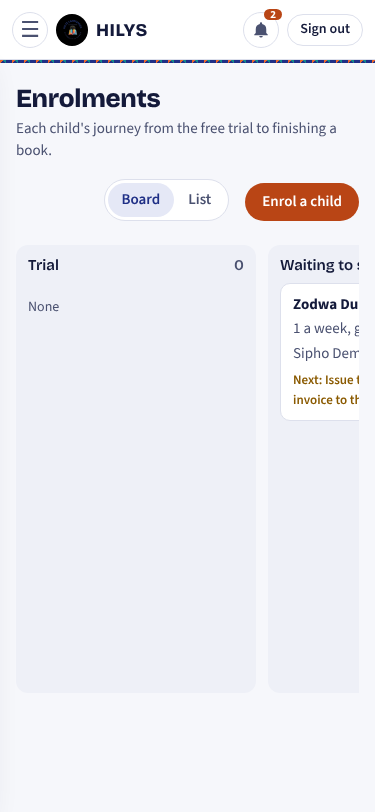 HILYS
2
Sign out
Enrolments
Each child's journey from the free trial to finishing a
book.
Board
List
Enrol a child
Trial
0
None
Waiting to
Zodwa Du
1 a week,
Sipho Dem
Next: Issue
invoice to